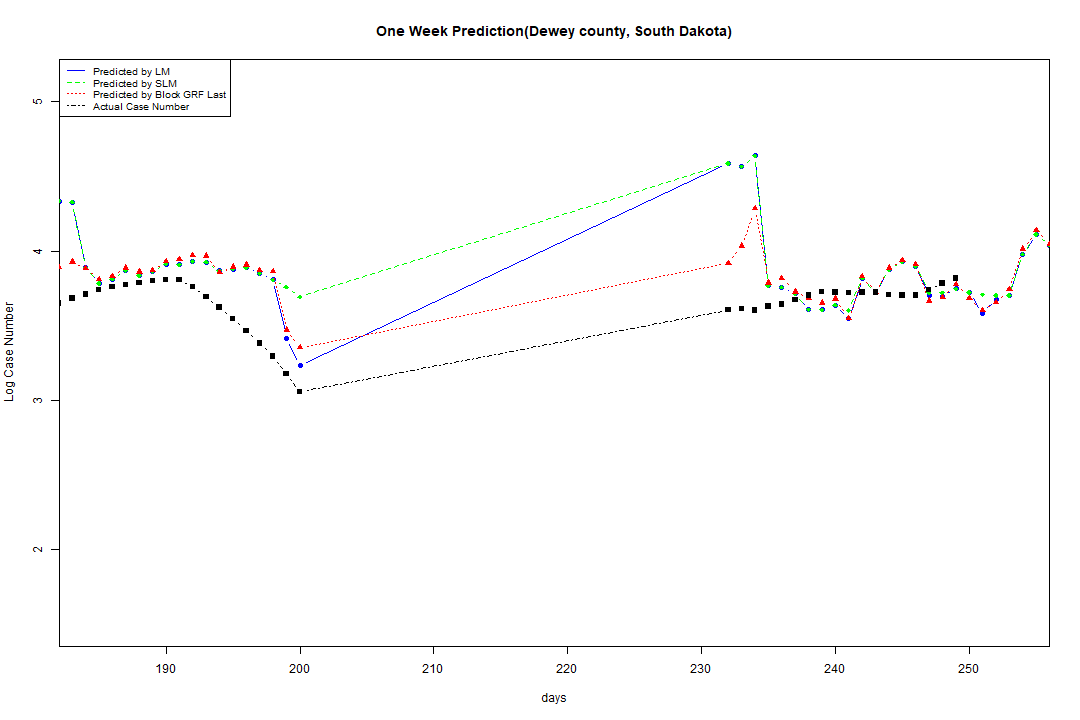 One Week Prediction(Dewey county, South Dakota)
Predicted by LM
Predicted by SLM
Predicted by Block GRF Last
Actual Case Number
5
4
3
2
Log Case Number
190 200 210 220 230 240 250
days